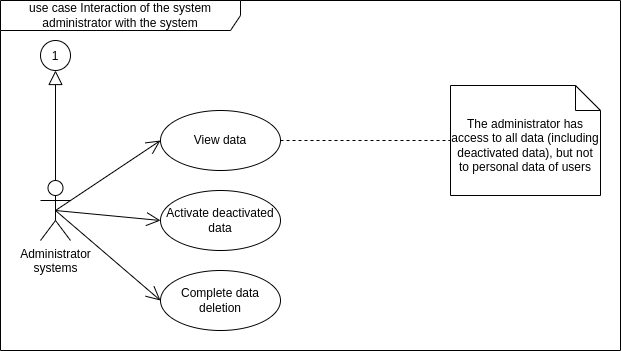 use case Interaction of the system
administrator with the system
1
View data
The administrator has
access to all data (including
deactivated data), but not
to personal data of users
Activate deactivated
data
Administrator
systems
Complete data
deletion